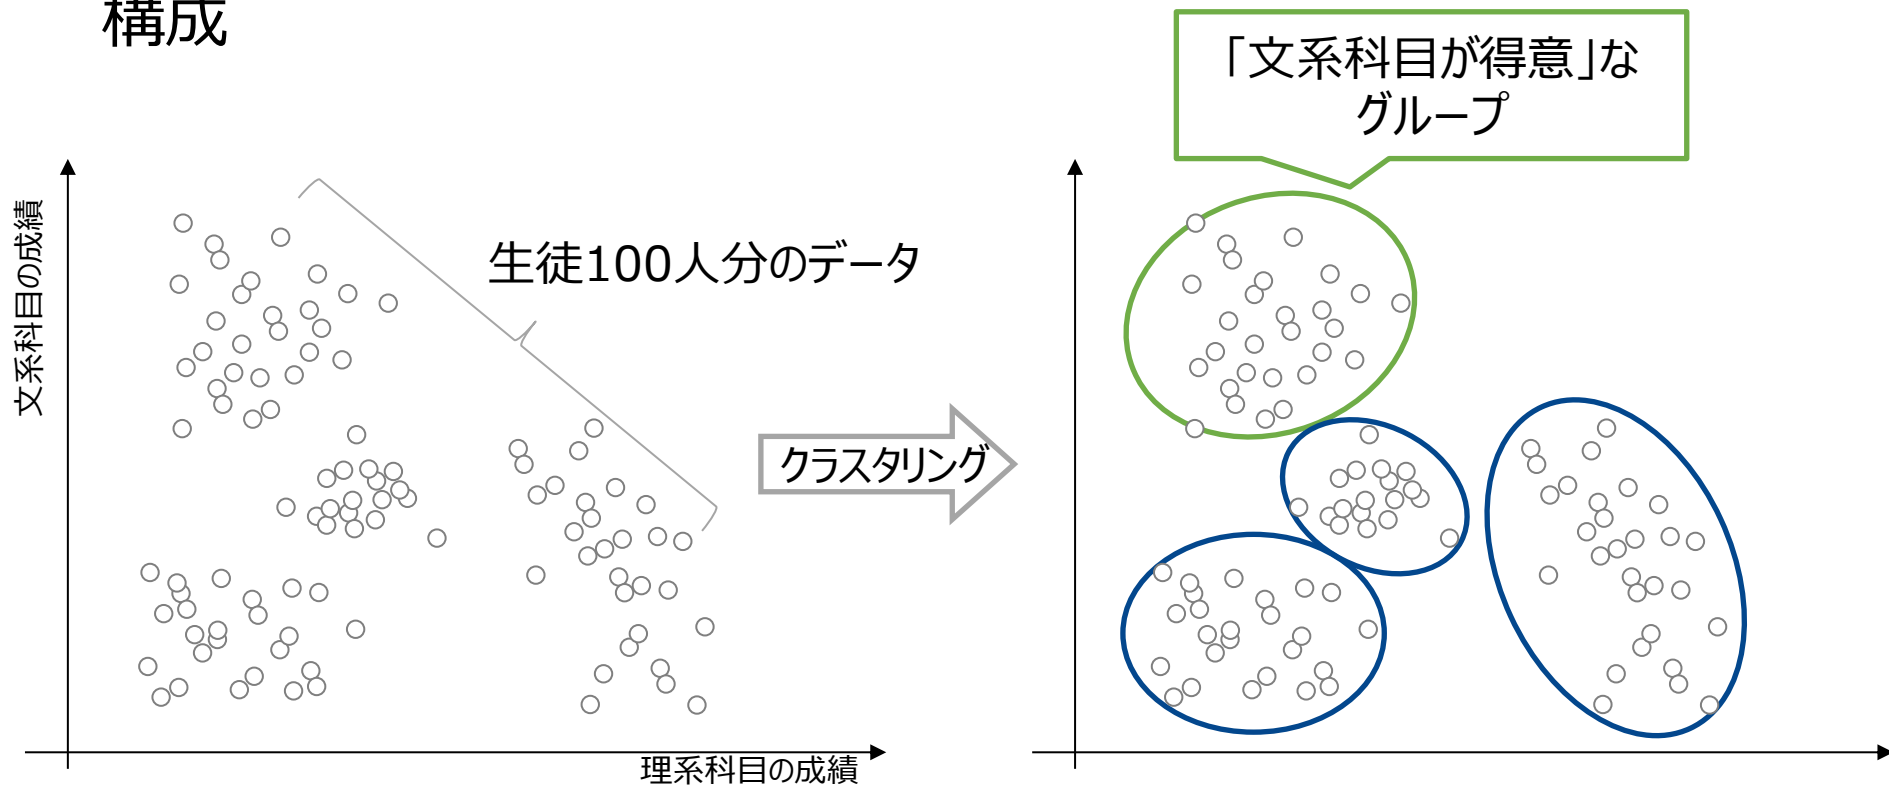 構成
「文系科目が得意」な
グループ
文系科目の成績
生徒100人分のデータ
クラスタリング
理系科目の成績